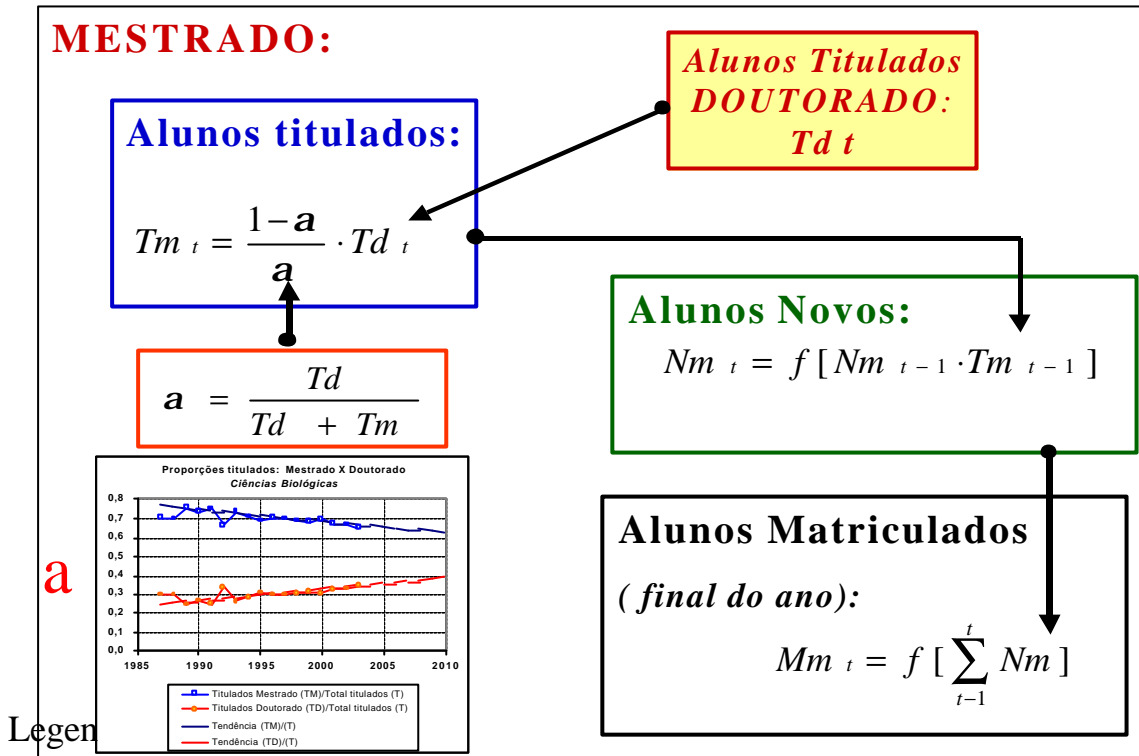 MESTRADO:
Alunos Titulados
DOUTORADO:
Td t
Alunos titulados:
Tm t = 1−a / a · Td t
Alunos Novos:
Nm t = f [ Nm t − 1 · Tm t − 1 ]
a = Td / Td + Tm
Proporções titulados: Mestrado X Doutorado
Ciências Biológicas
0,8
0,7
0,6
0,5
0,4
0,3
0,2
0,1
0,0
1985 1990 1995 2000 2005 2010
a
Titulados Mestrado (TM)/Total titulados (T)
Titulados Doutorado (TD)/Total titulados (T)
Tendência (TM)/(T)
Tendência (TD)/(T)
Legen
Alunos Matriculados
( final do ano):
Mm t = f [ ∑ t t−1 Nm ]